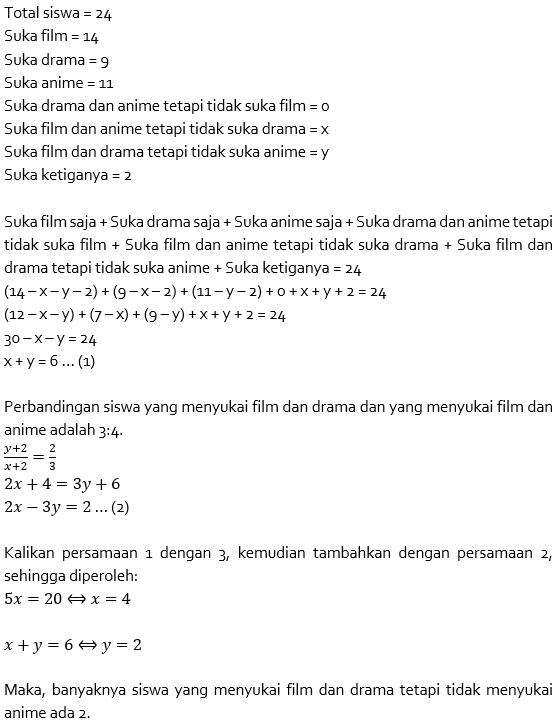 Total siswa = 24
Suka film = 14
Suka drama = 9
Suka anime = 11
Suka drama dan anime tetapi tidak suka film = 0
Suka film dan anime tetapi tidak suka drama = x
Suka film dan drama tetapi tidak suka anime = y
Suka ketiganya = 2
Suka film saja + Suka drama saja + Suka anime saja + Suka drama dan anime tetapi
tidak suka film + Suka film dan anime tetapi tidak suka drama + Suka film dan
drama tetapi tidak suka anime + Suka ketiganya = 24
(14 – x – y – 2) + (9 – x – 2) + (11 – y – 2) + 0 + x + y + 2 = 24
(12 – x – y) + (7 – x) + (9 – y) + x + y + 2 = 24
30 – x – y = 24
x + y = 6 ... (1)
Perbandingan siswa yang menyukai film dan drama dan yang menyukai film dan
anime adalah 3:4.
y+2/x+2 = 2/3
2x + 4 = 3y + 6
2x − 3y = 2 ... (2)
Kalikan persamaan 1 dengan 3, kemudian tambahkan dengan persamaan 2,
sehingga diperoleh:
5x = 20 ⇔ x = 4
x + y = 6 ⇔ y = 2
Maka, banyaknya siswa yang menyukai film dan drama tetapi tidak menyukai
anime ada 2.